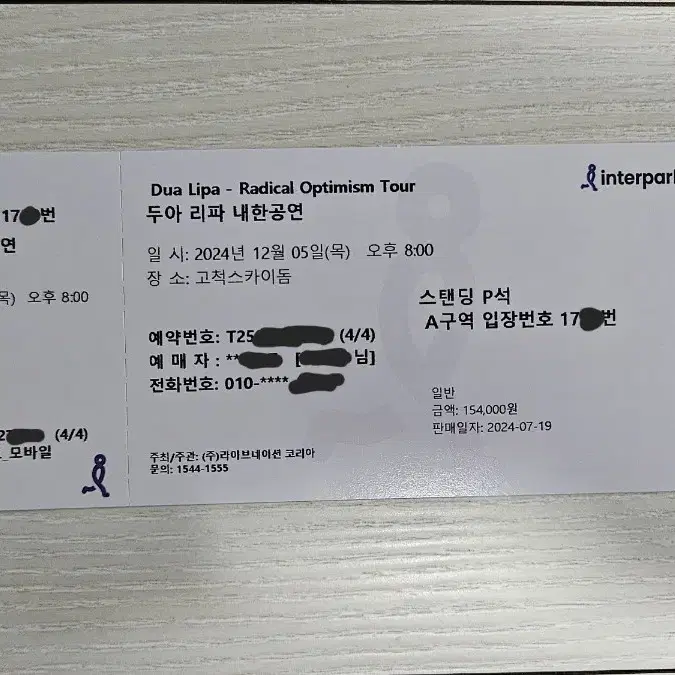 17 번
연
목) 오후 8:00
(4/4)
모바일
Dua Lipa - Radical Optimism Tour
두아 리파 내한공연
일 시: 2024년 12월 05일(목) 오후 8:00
장 소: 고척스카이돔
예약번호: T25 (4/4)
예 매 자 : ** [ 님]
전화번호: 010-****
주최/주관: (주)라이브네이션 코리아
문의: 1544-1555
interpark
스탠딩 P석
A구역 입장번호 17 번
일반
금액: 154,000원
판매일자: 2024-07-19